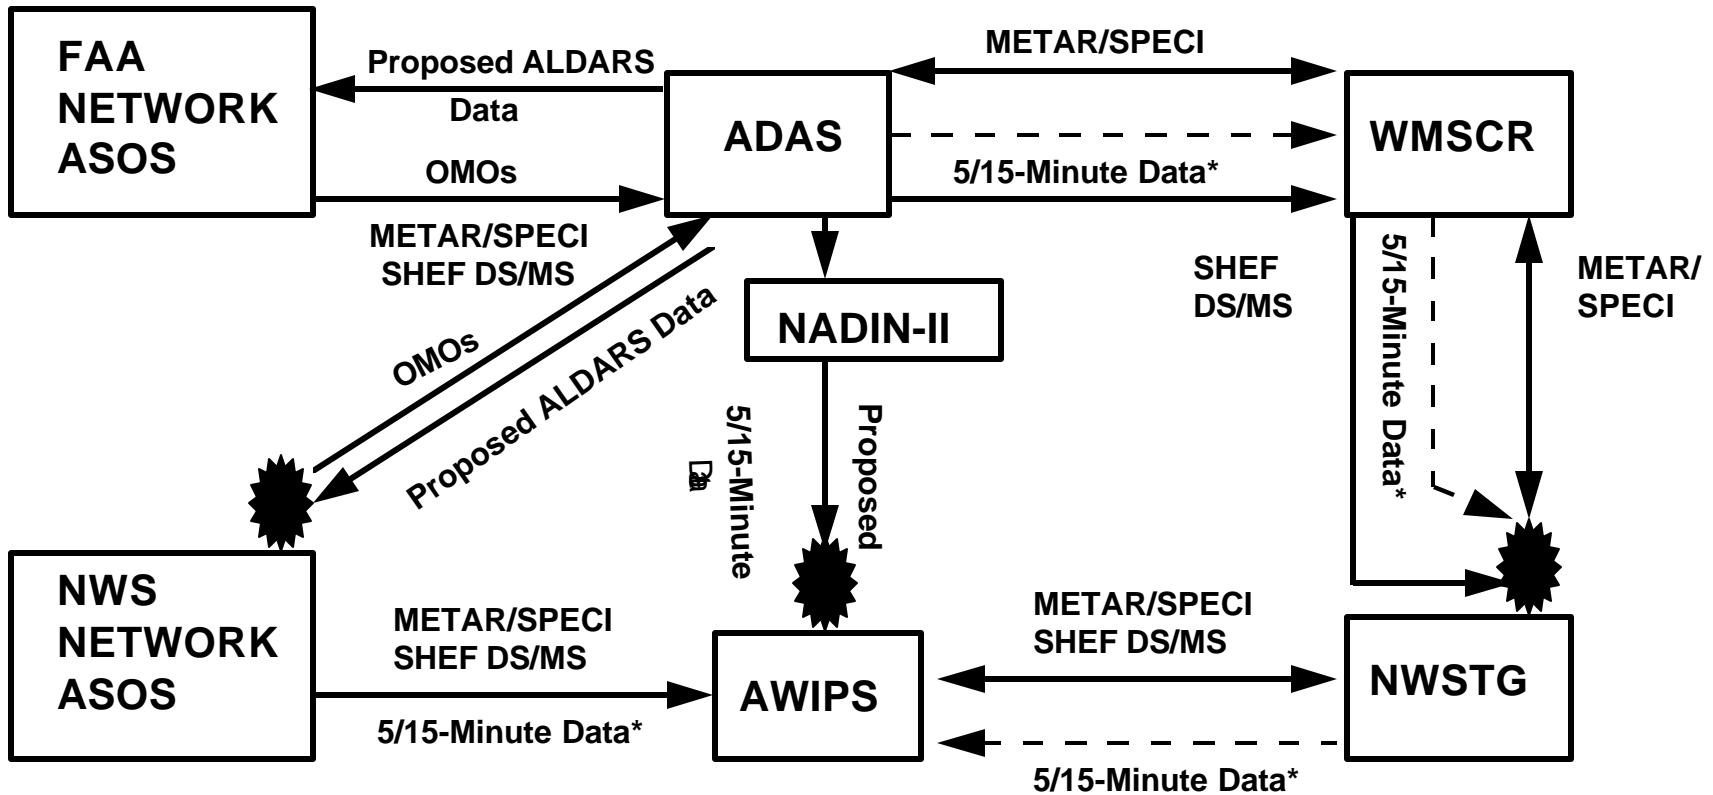 FAA
NETWORK
ASOS
Proposed ALDARS
Data
OMOs
METAR/SPECI
SHEF DS/MS
ADAS
METAR/SPECI
5/15-Minute Data*
WMSCR
SHEF
DS/MS
5/15-Minute Data*
METAR/
SPECI
NADIN-II
OMOs
Proposed ALDARS Data
Proposed
5/15-Minute
Data
NWS
NETWORK
ASOS
METAR/SPECI
SHEF DS/MS
5/15-Minute Data*
AWIPS
METAR/SPECI
SHEF DS/MS
5/15-Minute Data*
NWSTG